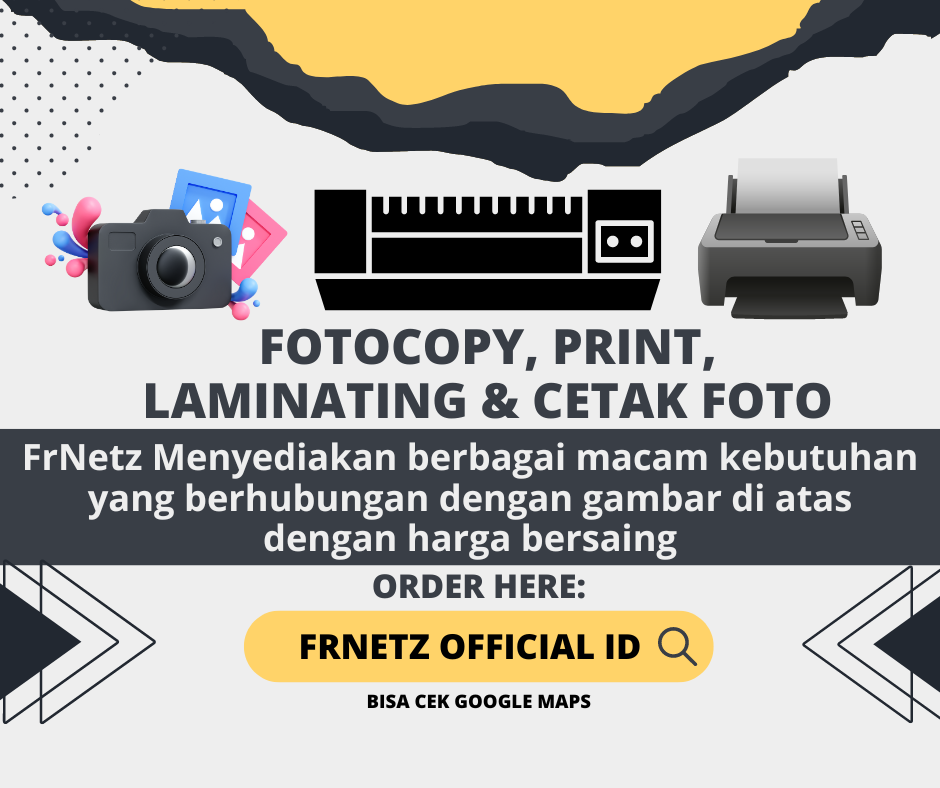 FOTOCOPY, PRINT,
LAMINATING & CETAK FOTO
FrNetz Menyediakan berbagai macam kebutuhan
yang berhubungan dengan gambar di atas
dengan harga bersaing
ORDER HERE:
FRNETZ OFFICIAL ID
BISA CEK GOOGLE MAPS